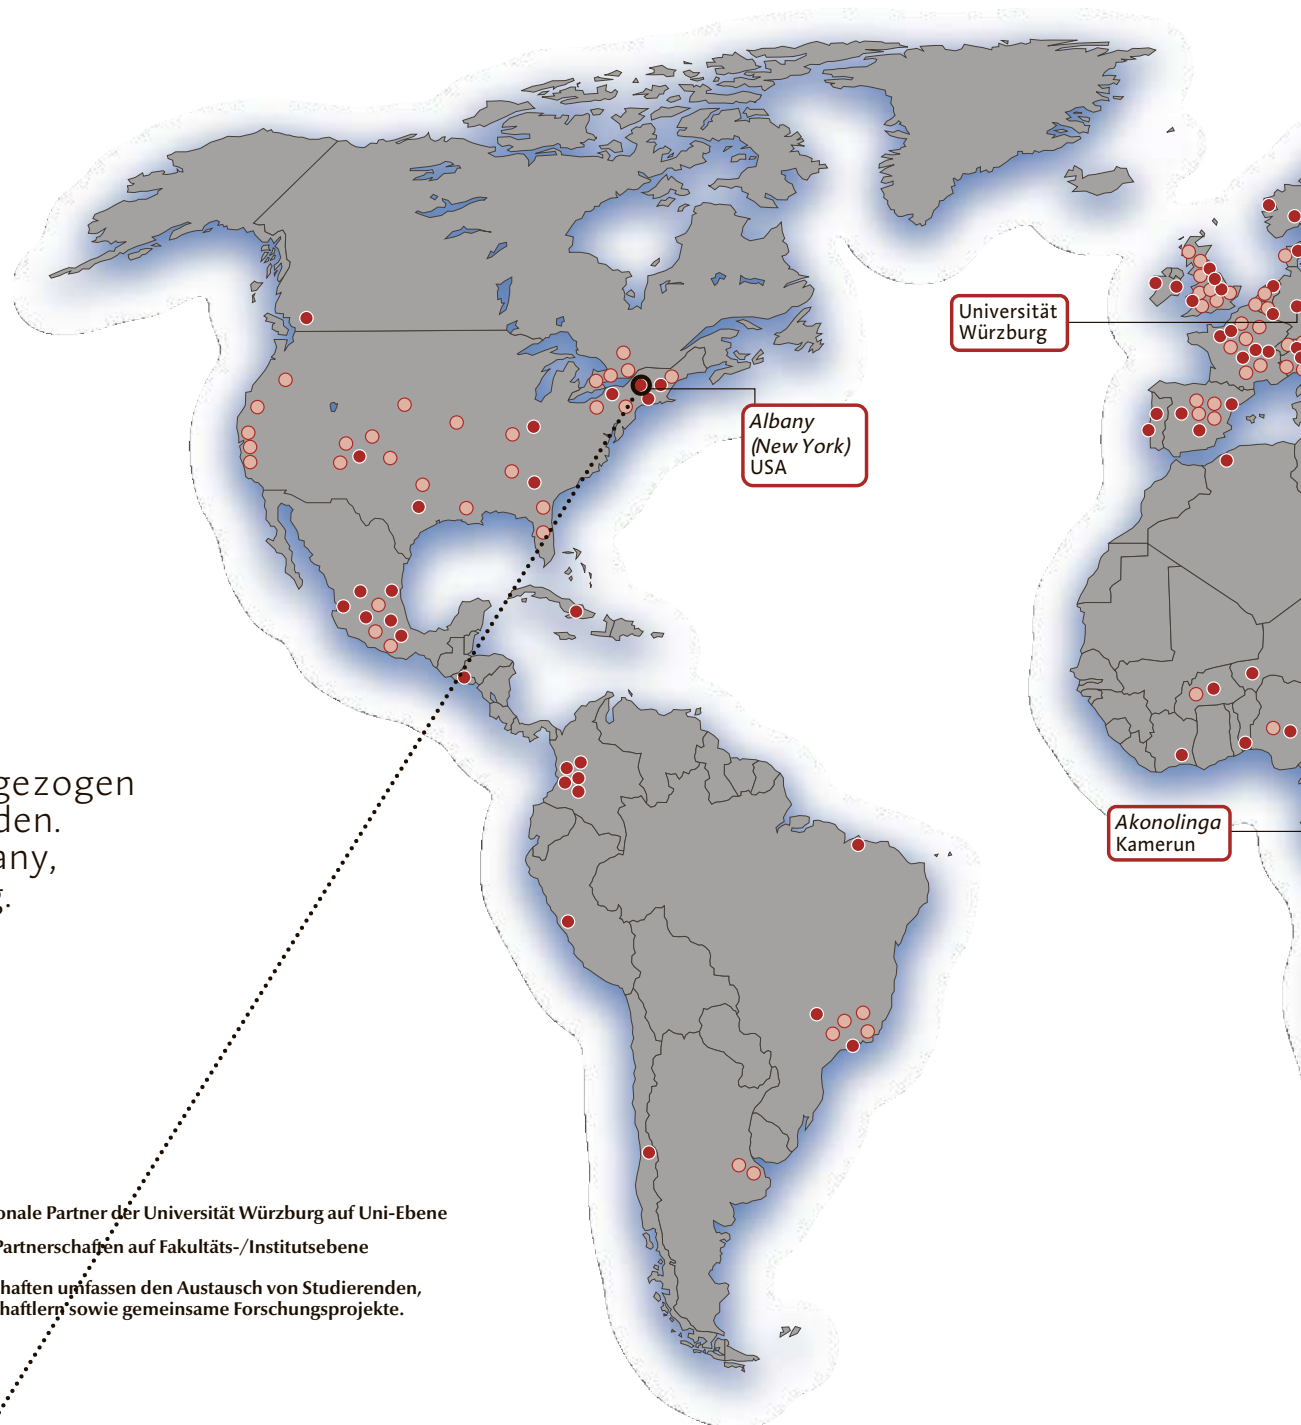 Universität
Würzburg
Albany
(New York)
USA
gezogen
den.
any,
g.
Akonolinga
Kamerun
onale Partner der Universität Würzburg auf Uni-Ebene
Partnerschaften auf Fakultäts-/Institutsebene
haften umfassen den Austausch von Studierenden,
haftlern sowie gemeinsame Forschungsprojekte.